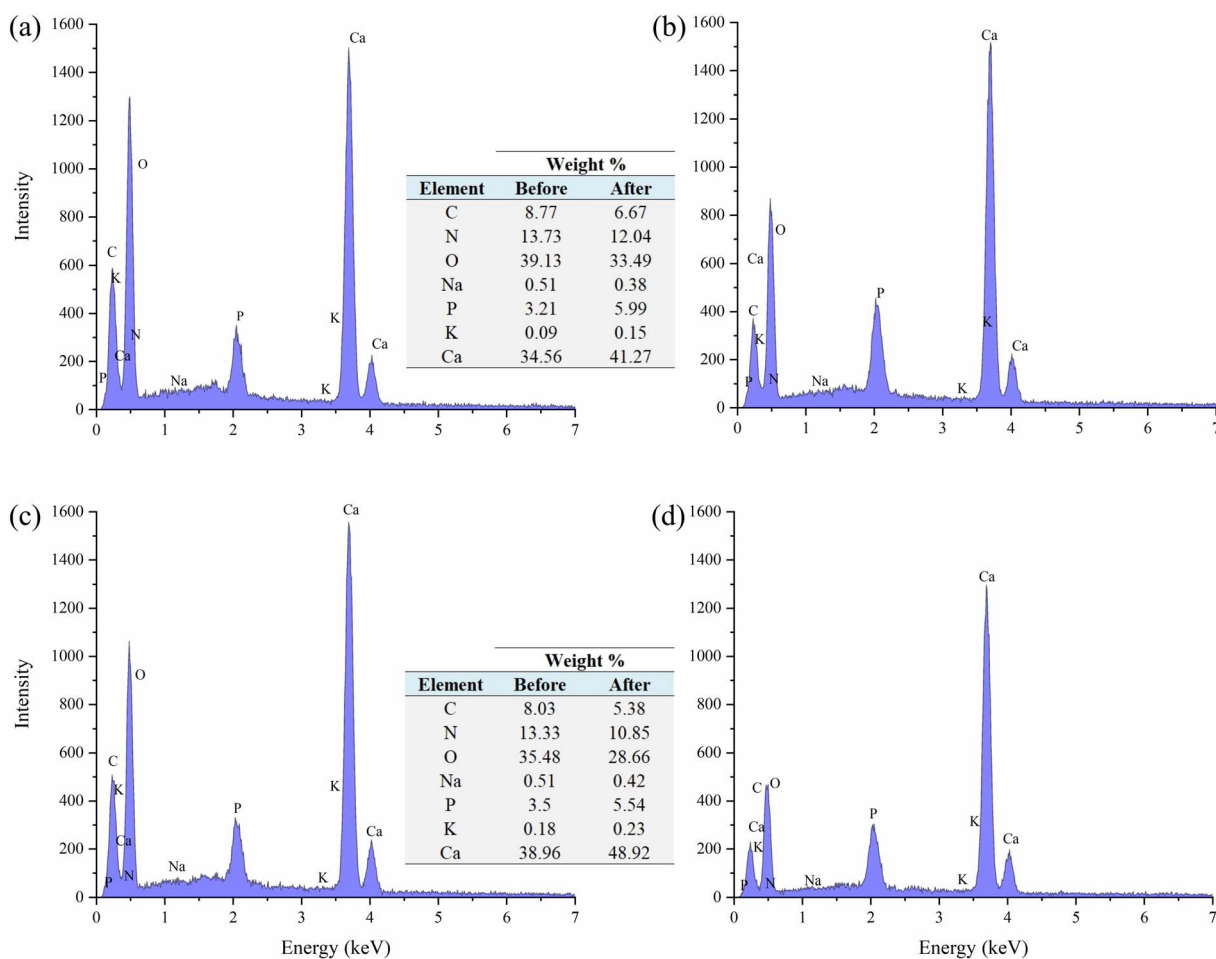 (a)
1600
1400
1200
1000
800
600
400
200
0
Intensity
0 1 2 3 4 5 6 7
Ca
O
C
K
N
Ca
P
Na
P
K
K
Ca
Weight %
Element Before After
C 8.77 6.67
N 13.73 12.04
O 39.13 33.49
Na 0.51 0.38
P 3.21 5.99
K 0.09 0.15
Ca 34.56 41.27
(b)
1600
1400
1200
1000
800
600
400
200
0
0 1 2 3 4 5 6 7
Ca
O
Ca
C
K
P
N
Na
P
K
K
Ca
(c)
1600
1400
1200
1000
800
600
400
200
0
Intensity
0 1 2 3 4 5 6 7
Energy (keV)
Ca
O
C
K
Ca
N
P
Na
P
K
K
Ca
Weight %
Element Before After
C 8.03 5.38
N 13.33 10.85
O 35.48 28.66
Na 0.51 0.42
P 3.5 5.54
K 0.18 0.23
Ca 38.96 48.92
(d)
1600
1400
1200
1000
800
600
400
200
0
0 1 2 3 4 5 6 7
Energy (keV)
Ca
C O
Ca
K
P
N
Na
P
K
K
Ca